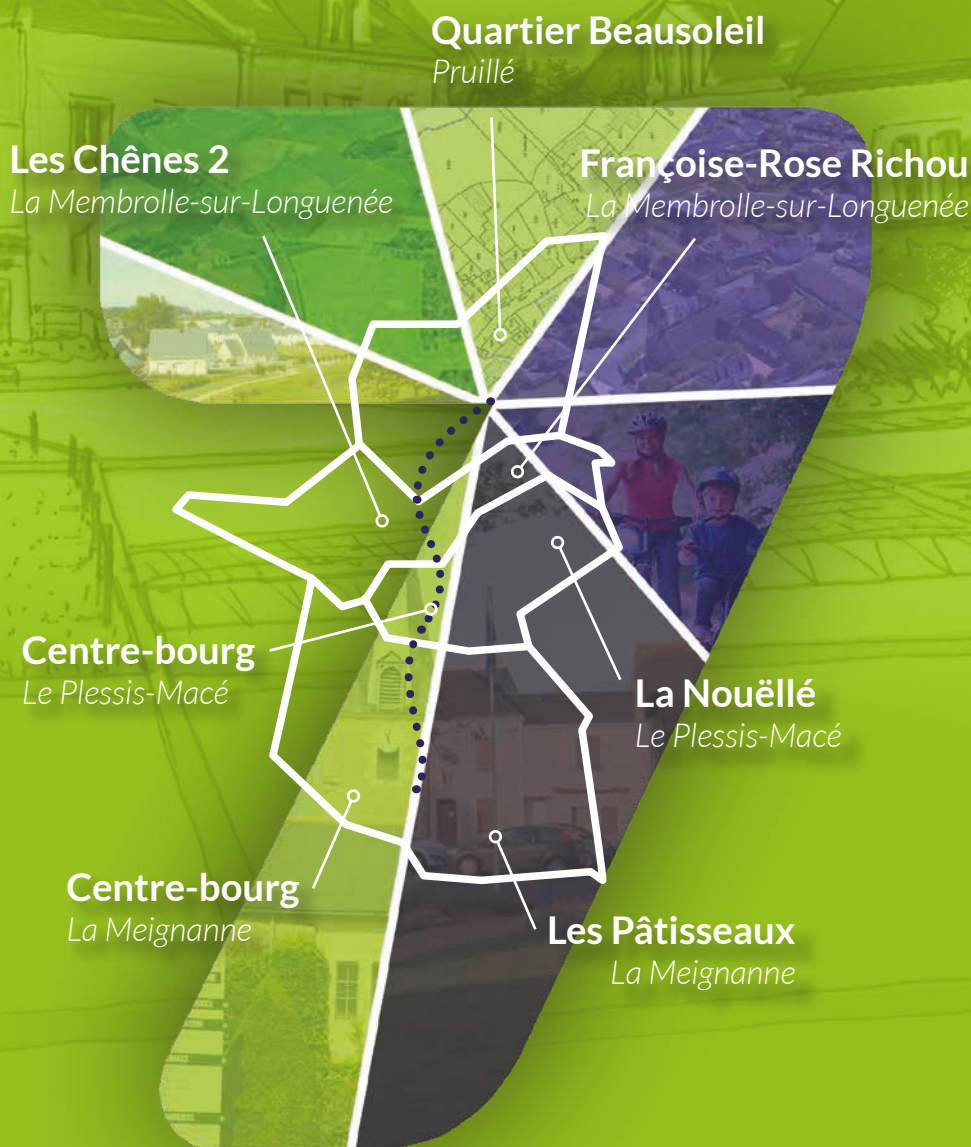 Quartier Beausoleil
Pruillé
Les Chênes 2
La Membrolle-sur-Longuenée
Françoise-Rose Richou
La Membrolle-sur-Longuenée
Centre-bourg
Le Plessis-Macé
La Nouëllé
Le Plessis-Macé
Centre-bourg
La Meignanne
Les Pâtisseaux
La Meignanne